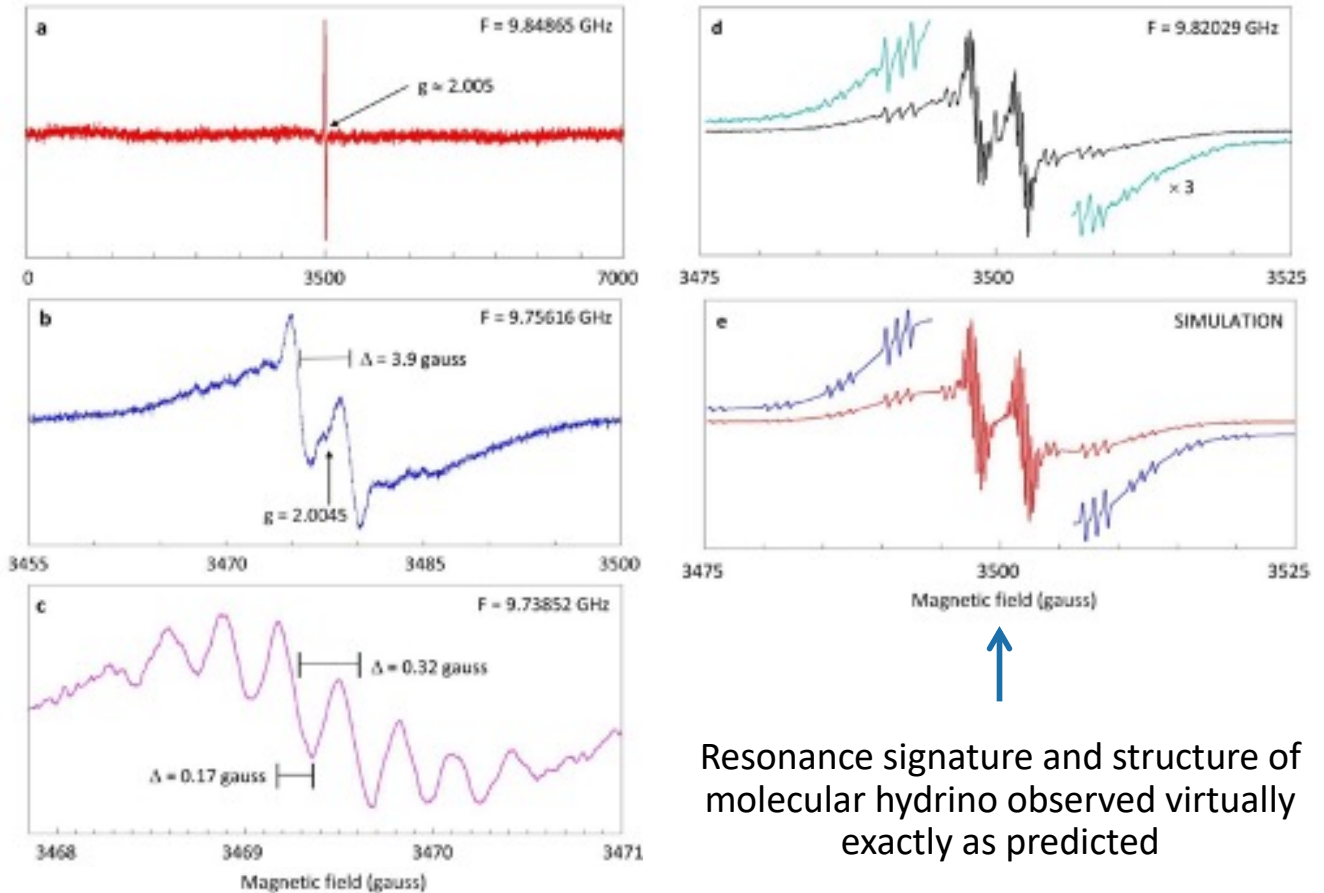 a
F = 9.84865 GHz
g ≈ 2.005
0
3500
7000
b
F = 9.75616 GHz
Δ = 3.9 gauss
g = 2.0045
3455
3470
3485
3500
c
F = 9.73852 GHz
Δ = 0.32 gauss
Δ = 0.17 gauss
3468
3469
3470
3471
Magnetic field (gauss)
d
F = 9.82029 GHz
× 3
3475
3500
3525
e
SIMULATION
3475
3500
3525
Magnetic field (gauss)
Resonance signature and structure of
molecular hydrino observed virtually
exactly as predicted